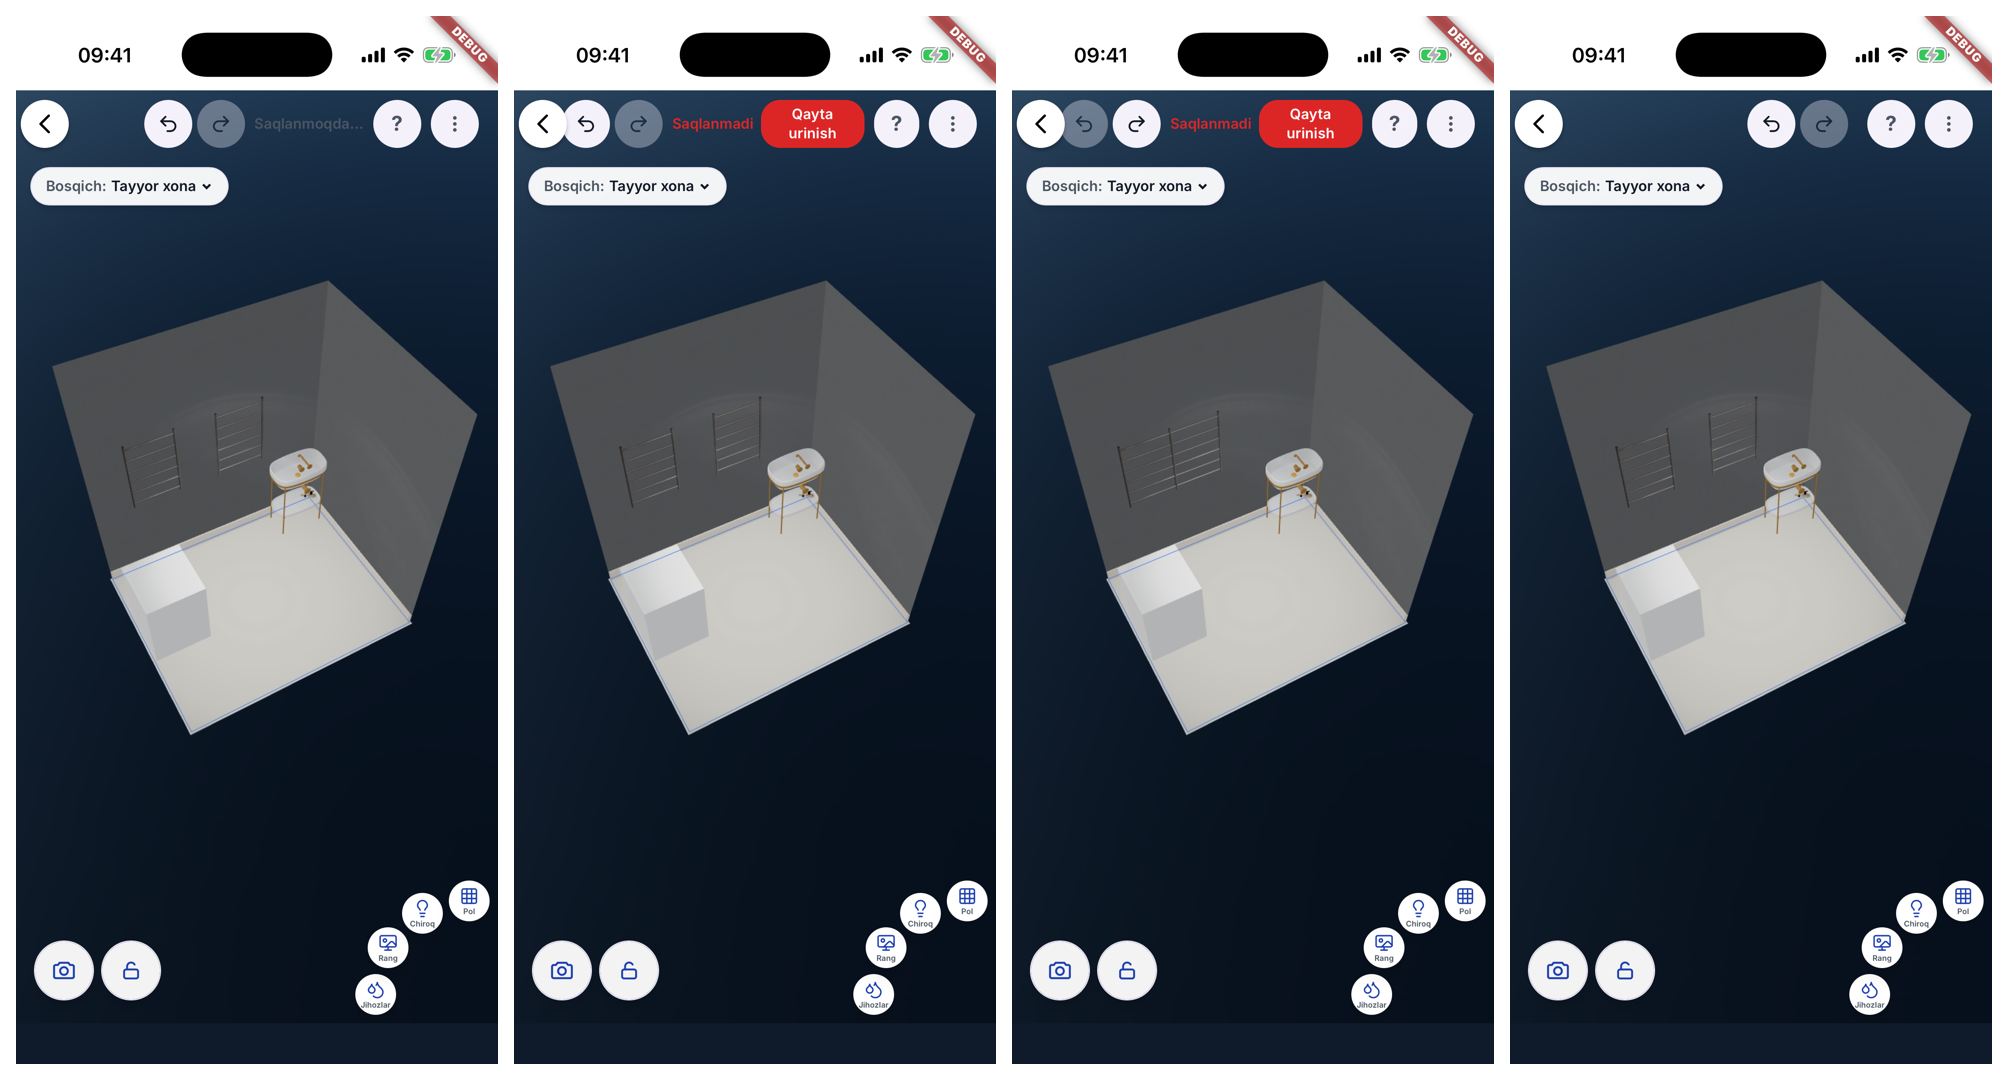 09:41
DEBUG
Saqlanmoqda...
?
Bosqich: Tayyor xona
Pol
Chiroq
Rang
Jihozlar
09:41
DEBUG
Saqlanmadi
Qayta
urinish
?
Bosqich: Tayyor xona
Pol
Chiroq
Rang
Jihozlar
09:41
DEBUG
Saqlanmadi
Qayta
urinish
?
Bosqich: Tayyor xona
Pol
Chiroq
Rang
Jihozlar
09:41
DEBUG
?
Bosqich: Tayyor xona
Pol
Chiroq
Rang
Jihozlar